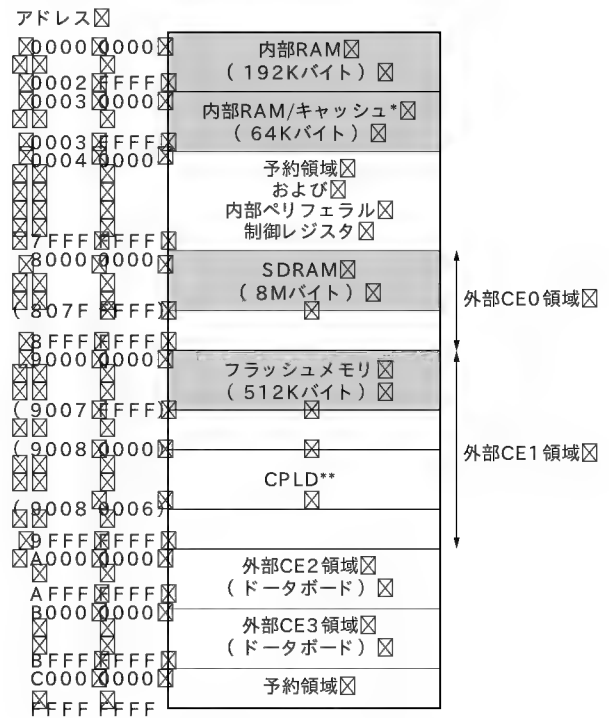 アドレス
0000 0000
内部RAM
( 192Kバイト )
0002 FFFF
0003 0000
内部RAM/キャッシュ*
( 64Kバイト )
0003 FFFF
0004 0000
予約領域
および
内部ペリフェラル
制御レジスタ
7FFF FFFF
8000 0000
SDRAM
( 8Mバイト )
外部CE0領域
(807F FFFF)
8FFF FFFF
9000 0000
フラッシュメモリ
( 512Kバイト )
(9007 FFFF)
(9008 0000)
外部CE1領域
CPLD**
(9008 0006)
9FFF FFFF
A000 0000
外部CE2領域
( ドータボード )
AFFF FFFF
B000 0000
外部CE3領域
( ドータボード )
BFFF FFFF
C000 0000
予約領域
FFFF FFFF